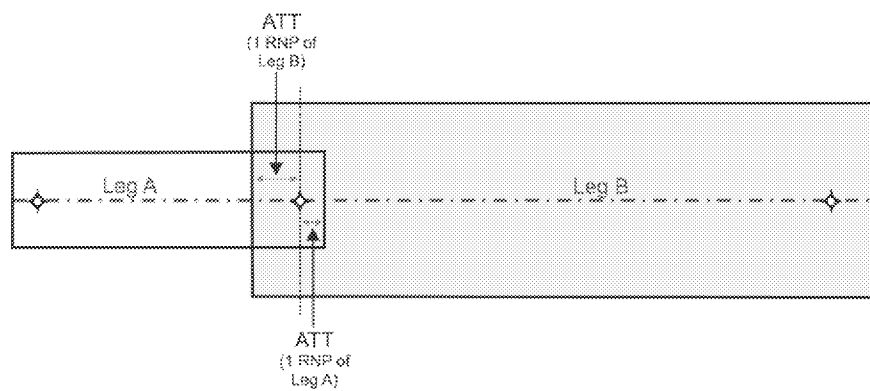 ATT
(1 RNP of
Leg B)
Leg A
Leg B
ATT
(1 RNP of
Leg A)